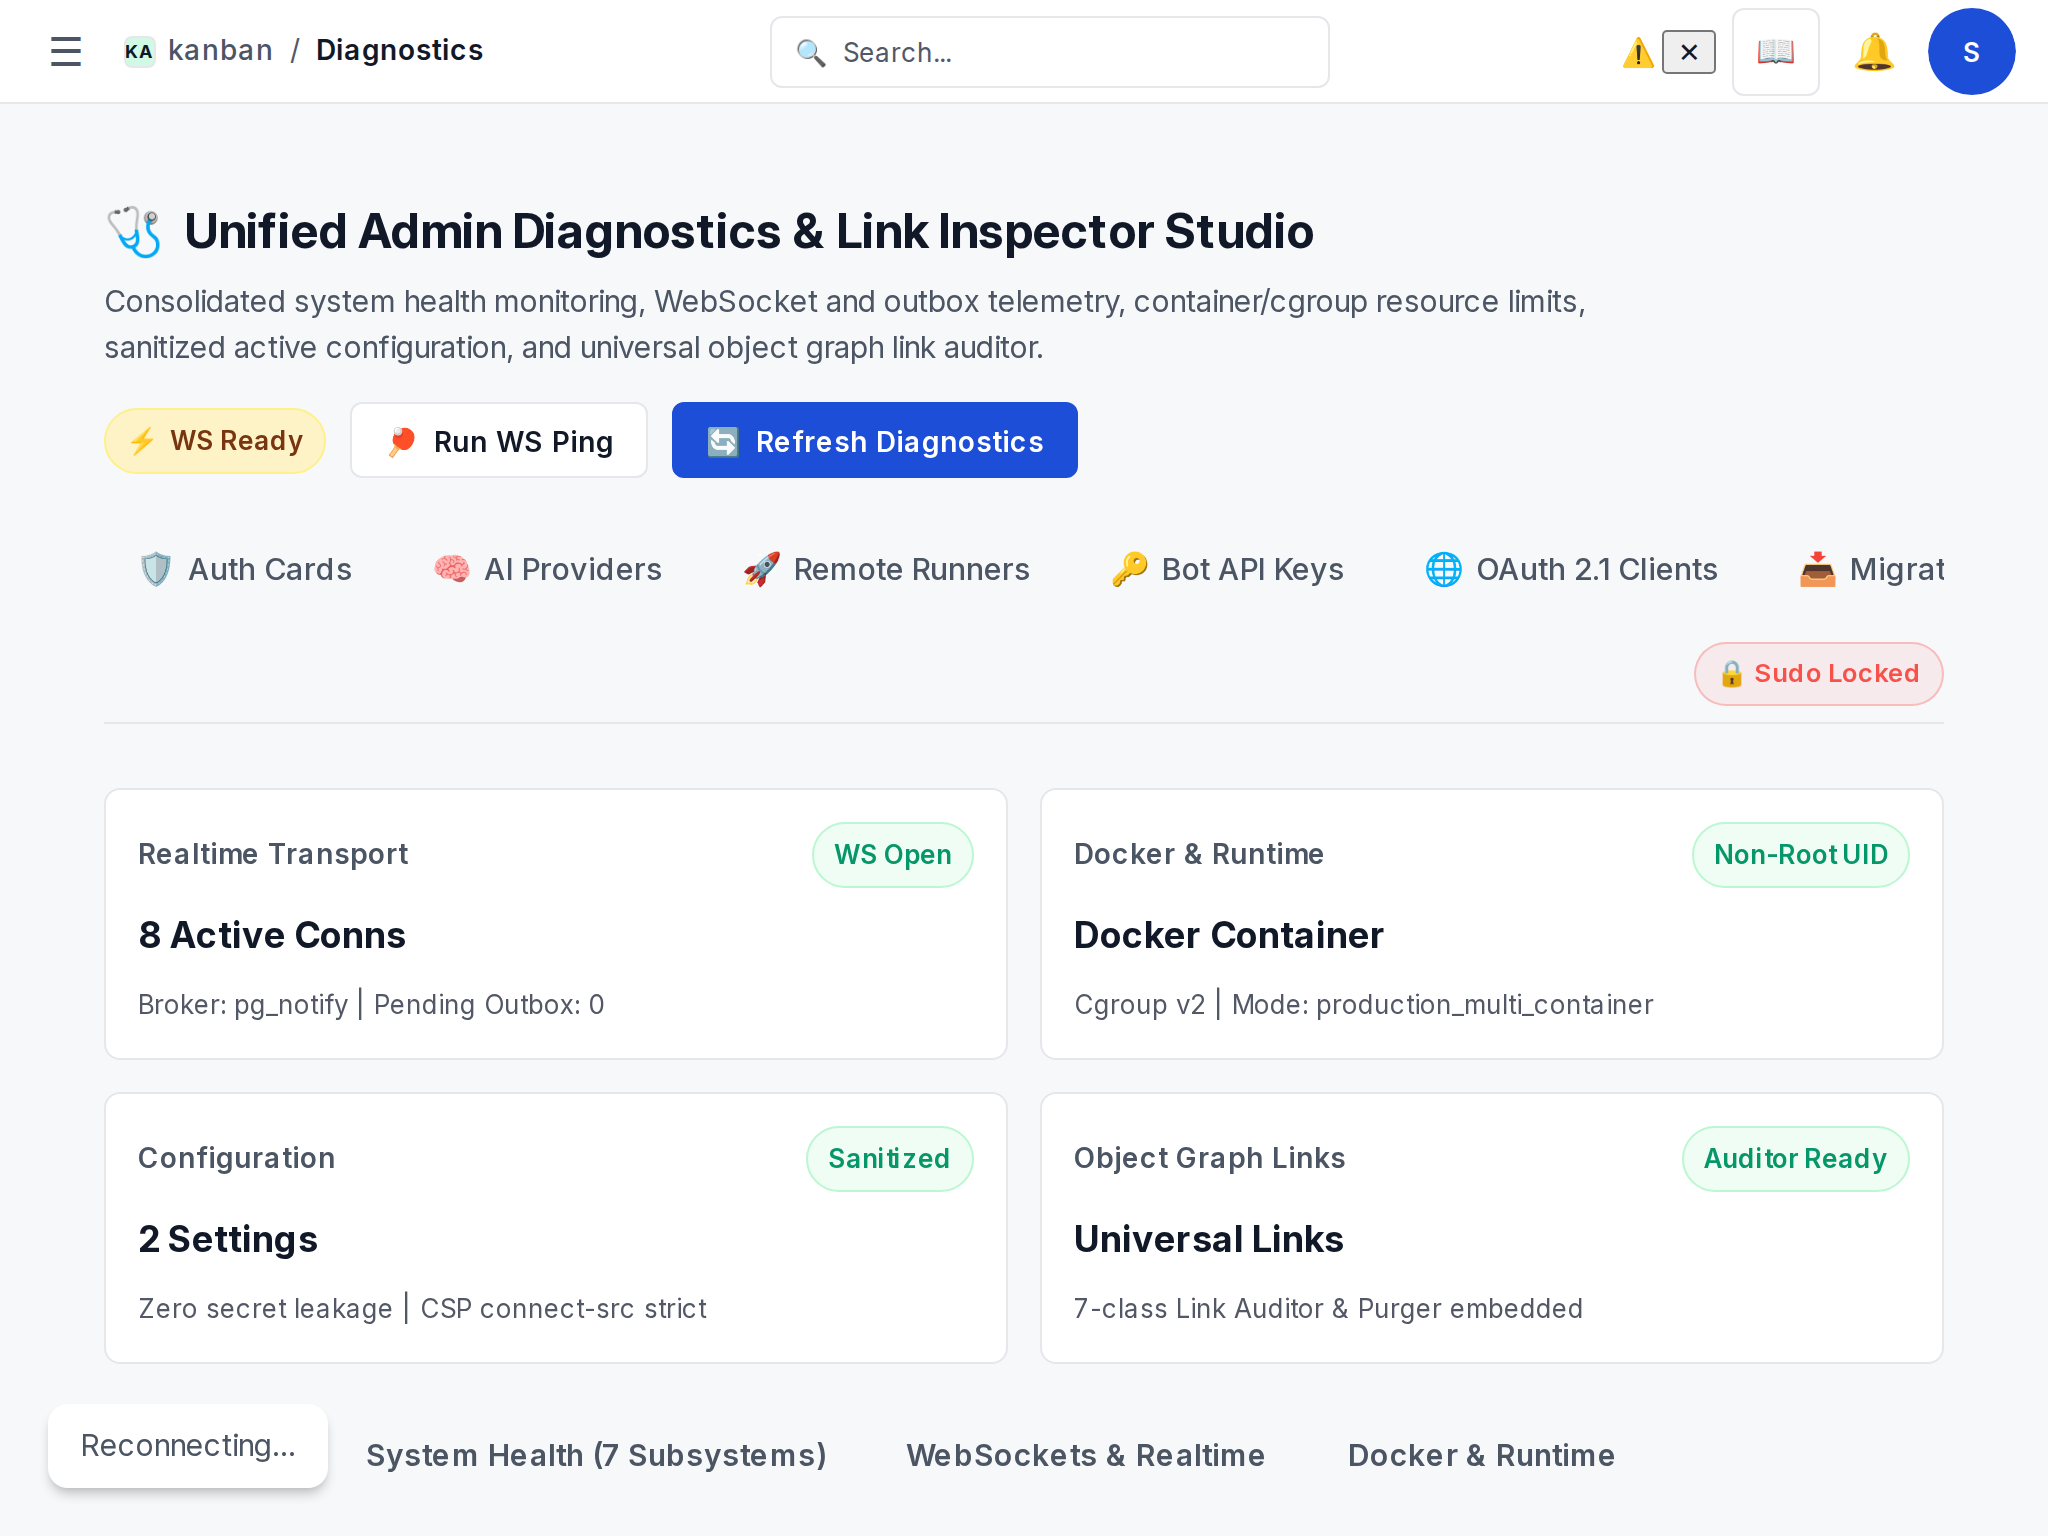 KA kanban / Diagnostics
Search...
S
Unified Admin Diagnostics & Link Inspector Studio
Consolidated system health monitoring, WebSocket and outbox telemetry, container/cgroup resource limits,
sanitized active configuration, and universal object graph link auditor.
WS Ready
Run WS Ping
Refresh Diagnostics
Auth Cards
AI Providers
Remote Runners
Bot API Keys
OAuth 2.1 Clients
Migrat
Sudo Locked
Realtime Transport
WS Open
8 Active Conns
Broker: pg_notify | Pending Outbox: 0
Docker & Runtime
Non-Root UID
Docker Container
Cgroup v2 | Mode: production_multi_container
Configuration
Sanitized
2 Settings
Zero secret leakage | CSP connect-src strict
Object Graph Links
Auditor Ready
Universal Links
7-class Link Auditor & Purger embedded
Reconnecting...
System Health (7 Subsystems)
WebSockets & Realtime
Docker & Runtime